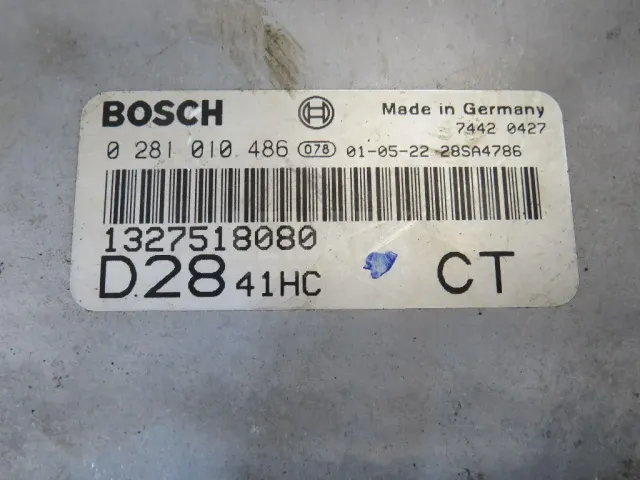 BOSCH Made in Germany
7442 0427
0 281 010 486 078 01-05-22 28SA4786
1327518080
D28 41HC CT